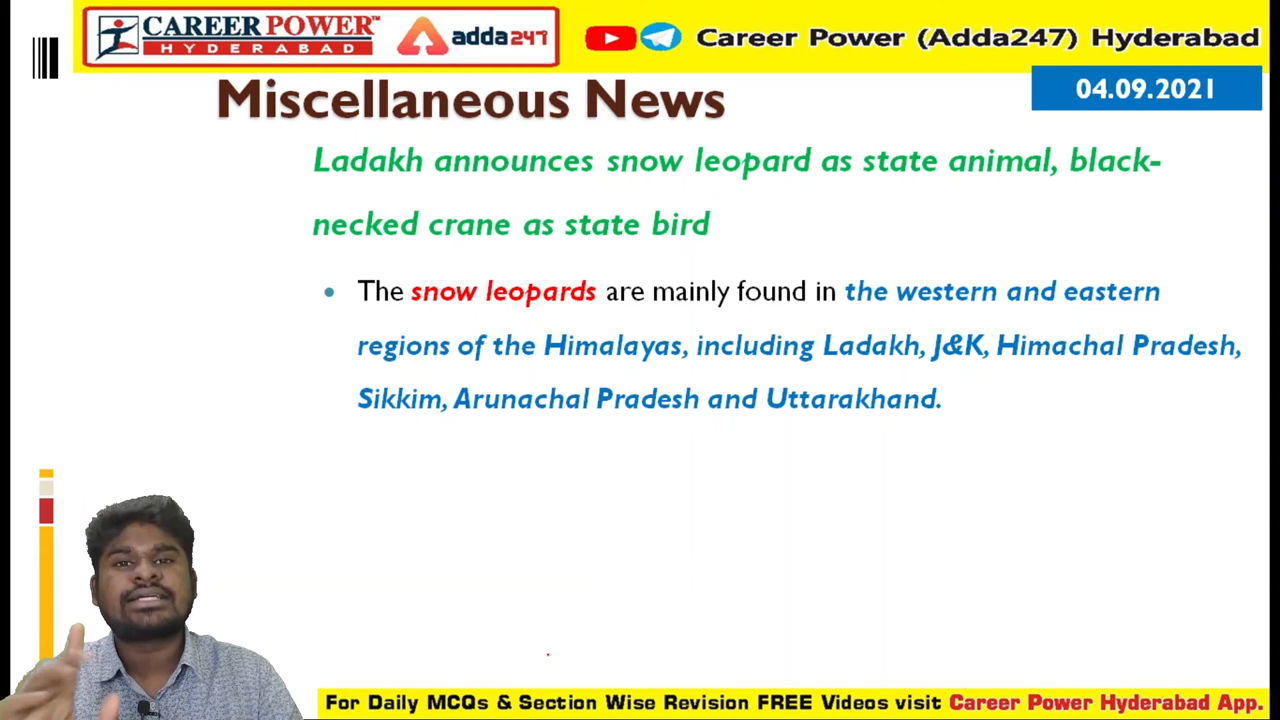 CAREER POWER™
HYDERABAD
adda247
Career Power (Adda247) Hyderabad
Miscellaneous News
04.09.2021
Ladakh announces snow leopard as state animal, black-
necked crane as state bird
• The snow leopards are mainly found in the western and eastern
regions of the Himalayas, including Ladakh, J&K, Himachal Pradesh,
Sikkim, Arunachal Pradesh and Uttarakhand.
For Daily MCQs & Section Wise Revision FREE Videos visit Career Power Hyderabad App.